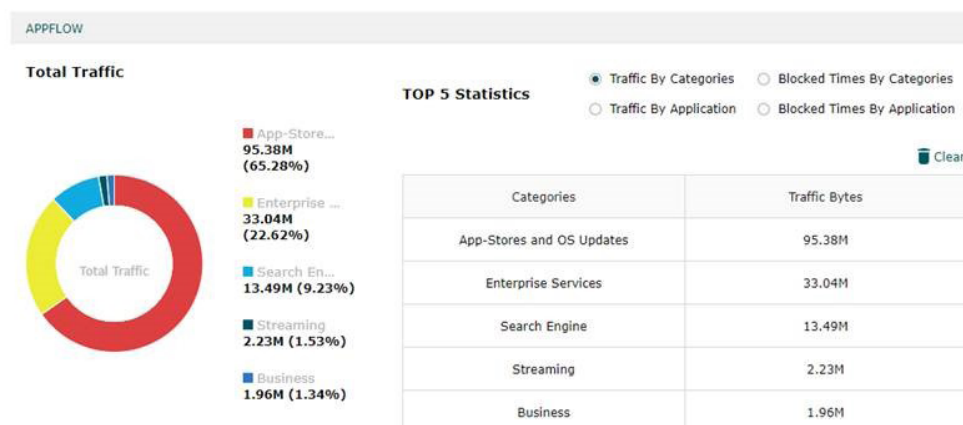 APPFLOW
Total Traffic
TOP 5 Statistics
Traffic By Categories
Blocked Times By Categories
Traffic By Application
Blocked Times By Application
Clear
App-Store...
95.38M
(65.28%)
Enterprise ...
33.04M
(22.62%)
Search En...
13.49M (9.23%)
Streaming
2.23M (1.53%)
Business
1.96M (1.34%)
Total Traffic
Categories Traffic Bytes
App-Stores and OS Updates 95.38M
Enterprise Services 33.04M
Search Engine 13.49M
Streaming 2.23M
Business 1.96M